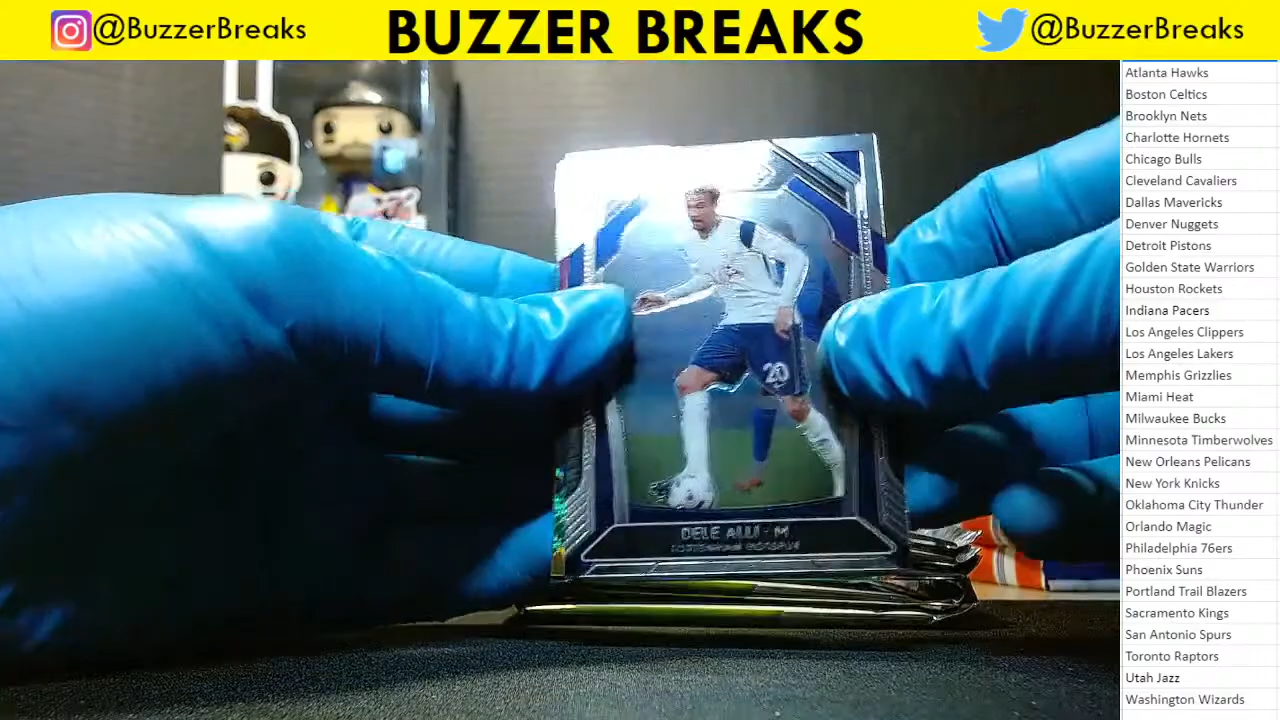 @BuzzerBreaks
BUZZER BREAKS
@BuzzerBreaks
20
DELE ALLI - M
TOTTENHAM HOTSPUR
Atlanta Hawks
Boston Celtics
Brooklyn Nets
Charlotte Hornets
Chicago Bulls
Cleveland Cavaliers
Dallas Mavericks
Denver Nuggets
Detroit Pistons
Golden State Warriors
Houston Rockets
Indiana Pacers
Los Angeles Clippers
Los Angeles Lakers
Memphis Grizzlies
Miami Heat
Milwaukee Bucks
Minnesota Timberwolves
New Orleans Pelicans
New York Knicks
Oklahoma City Thunder
Orlando Magic
Philadelphia 76ers
Phoenix Suns
Portland Trail Blazers
Sacramento Kings
San Antonio Spurs
Toronto Raptors
Utah Jazz
Washington Wizards